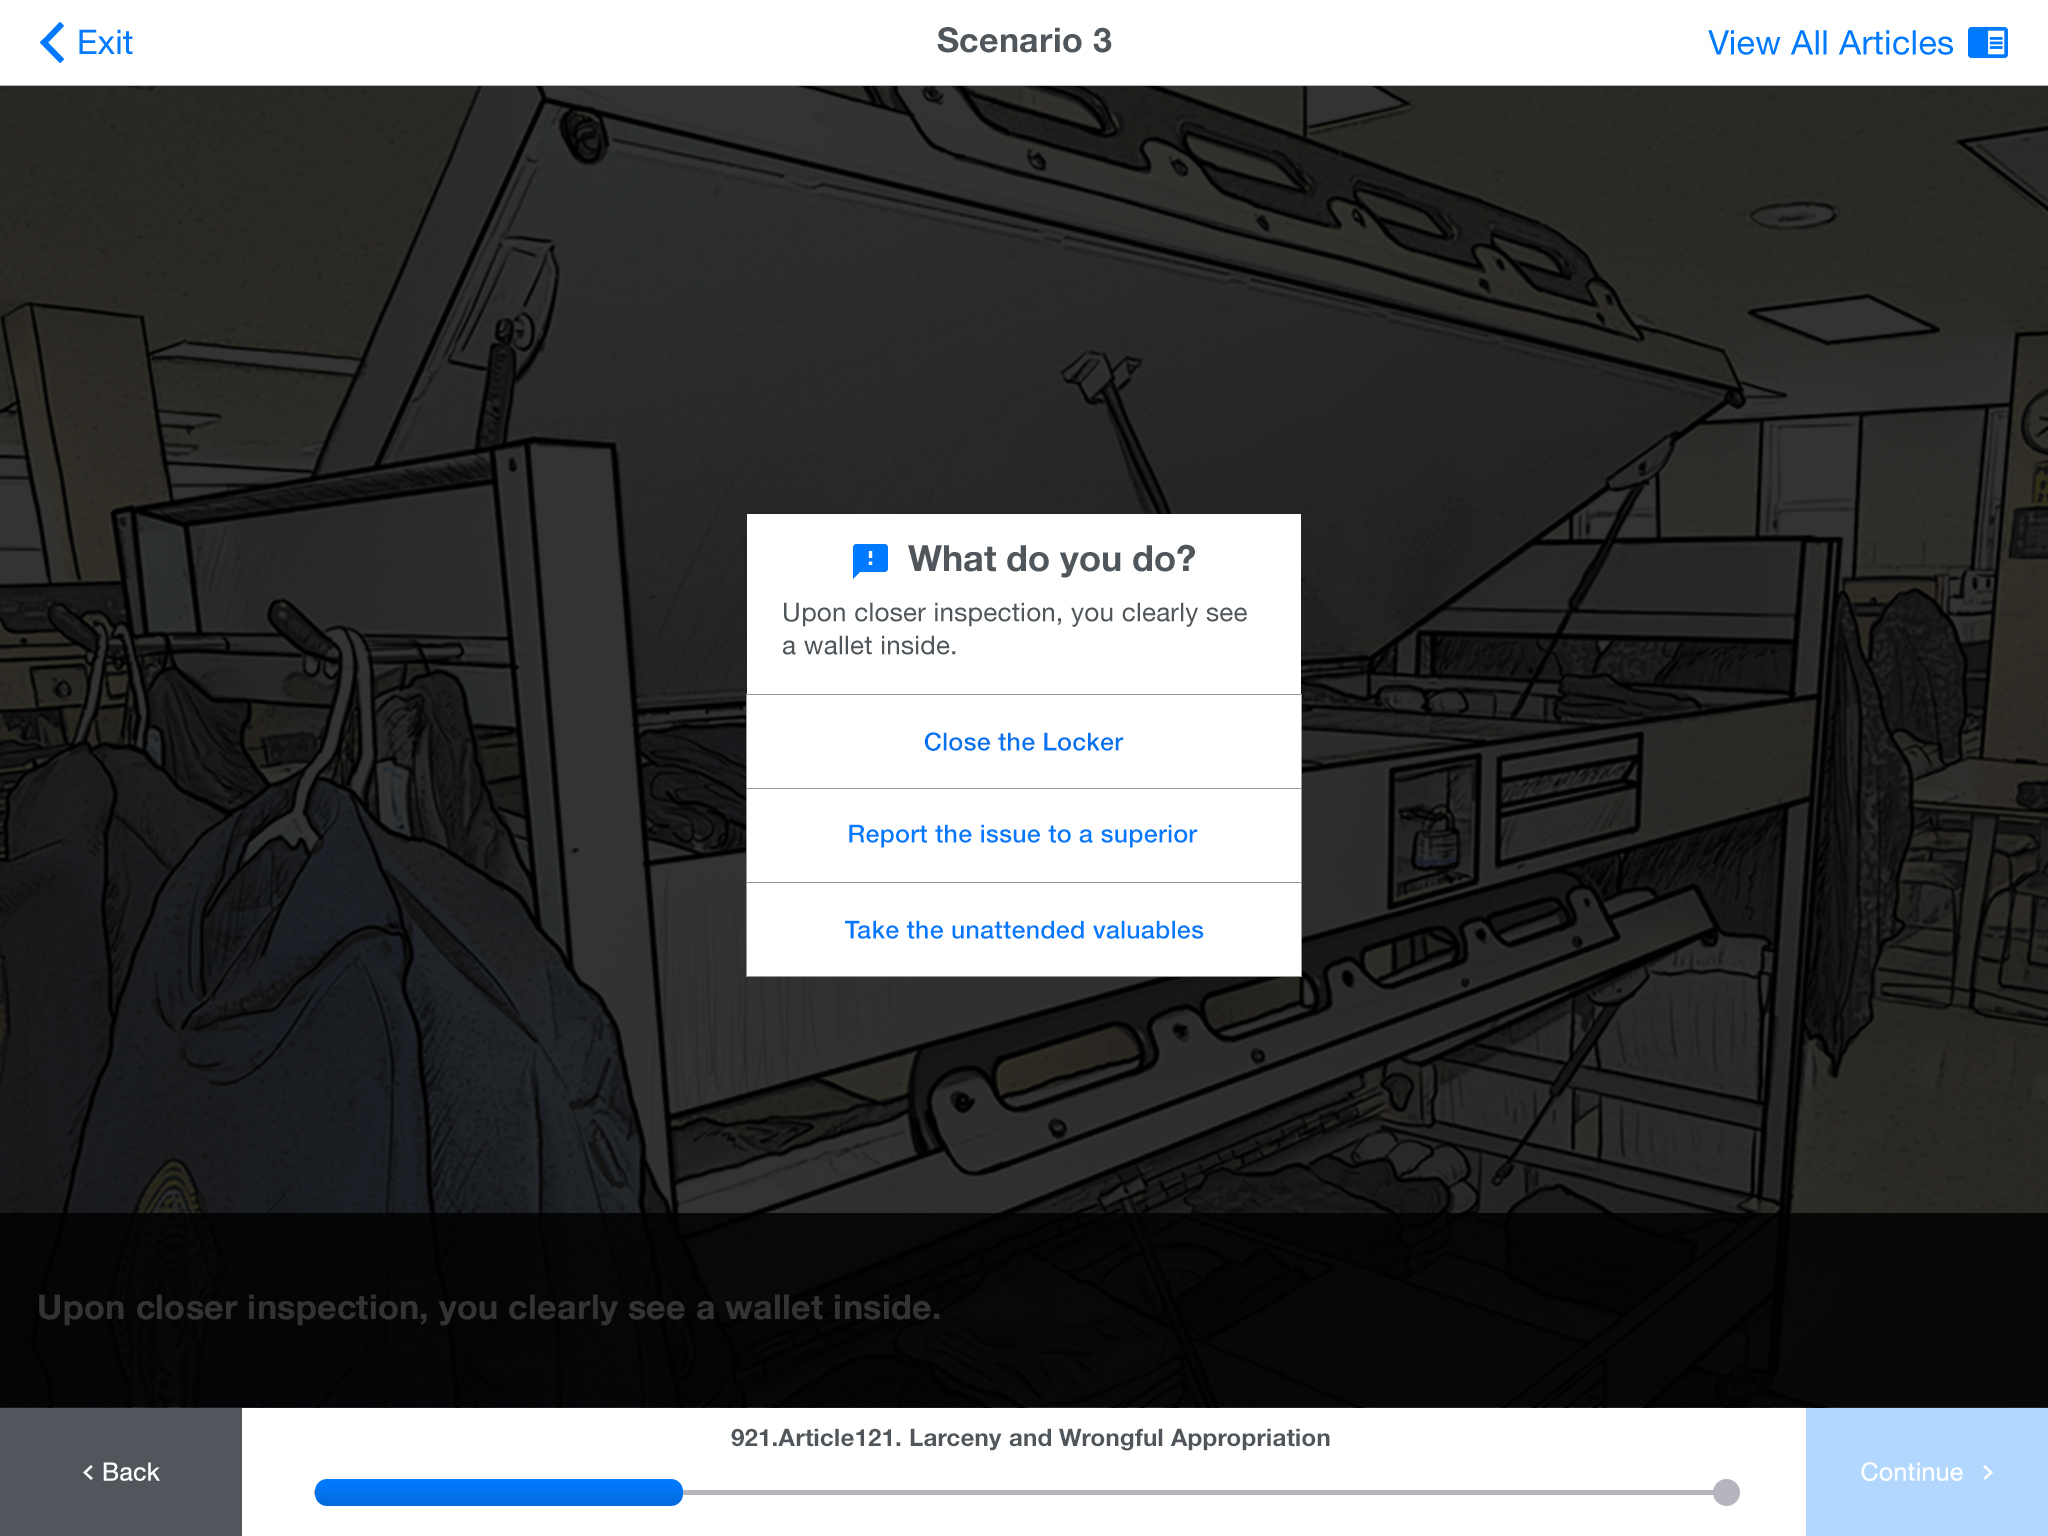 Exit
Scenario 3
View All Articles
What do you do?
Upon closer inspection, you clearly see
a wallet inside.
Close the Locker
Report the issue to a superior
Take the unattended valuables
Upon closer inspection, you clearly see a wallet inside.
921.Article121. Larceny and Wrongful Appropriation
< Back
Continue >